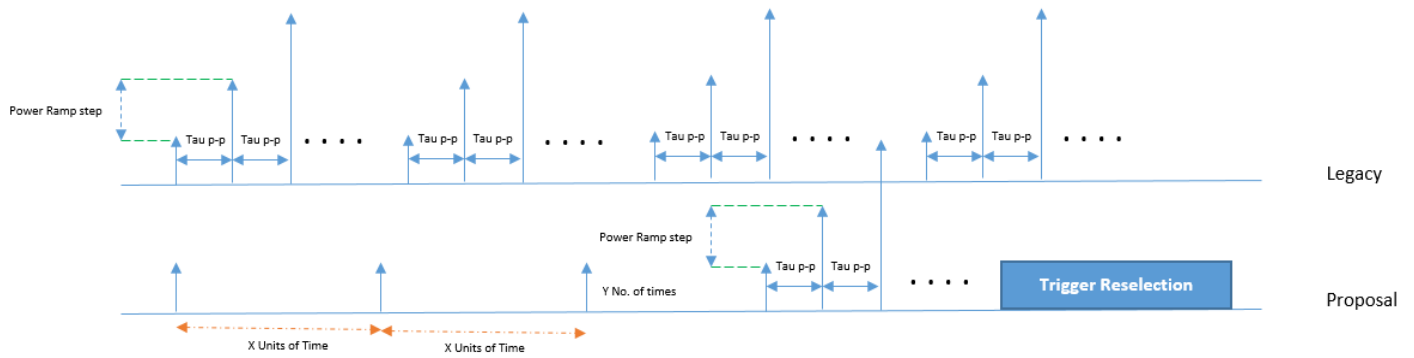 Power Ramp step
Tau p-p
Tau p-p
Tau p-p
Tau p-p
Tau p-p
Tau p-p
Tau p-p
Tau p-p
Legacy
Power Ramp step
Tau p-p
Tau p-p
Y No. of times
Trigger Reselection
Proposal
X Units of Time
X Units of Time